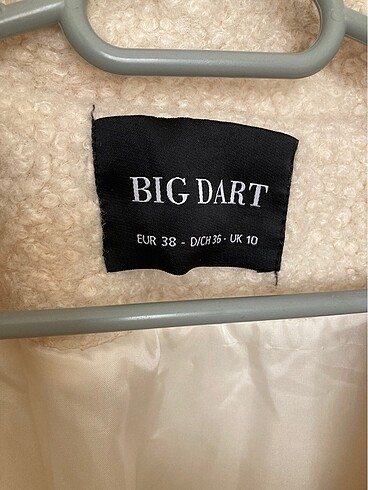 BIG DART
EUR 38 - D/CH 36 - UK 10